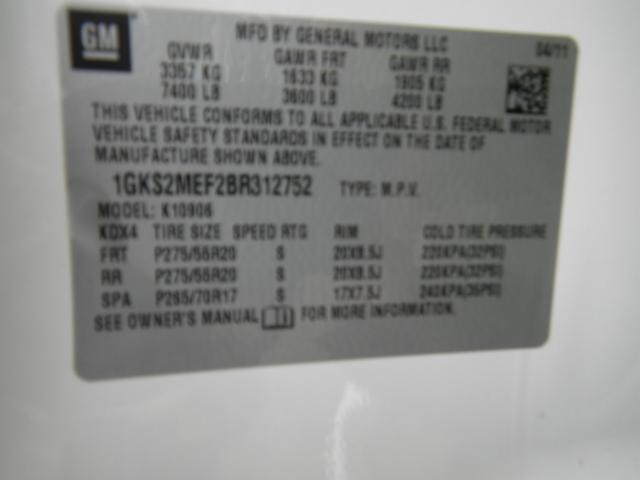 GM
MFD BY GENERAL MOTORS LLC 04/11
GVWR GAWR FRT GAWR RR
3357 KG 1633 KG 1905 KG
7400 LB 3600 LB 4200 LB
THIS VEHICLE CONFORMS TO ALL APPLICABLE U.S. FEDERAL MOTOR
VEHICLE SAFETY STANDARDS IN EFFECT ON THE DATE OF
MANUFACTURE SHOWN ABOVE.
1GKS2MEF2BR312752 TYPE: M.P.V.
MODEL: K10906
KDX4 TIRE SIZE SPEED RTG RIM COLD TIRE PRESSURE
FRT P275/55R20 S 20X8.5J 220KPA(32PSI)
RR P275/55R20 S 20X8.5J 220KPA(32PSI)
SPA P265/70R17 S 17X7.5J 240KPA(35PSI)
SEE OWNER'S MANUAL FOR MORE INFORMATION.